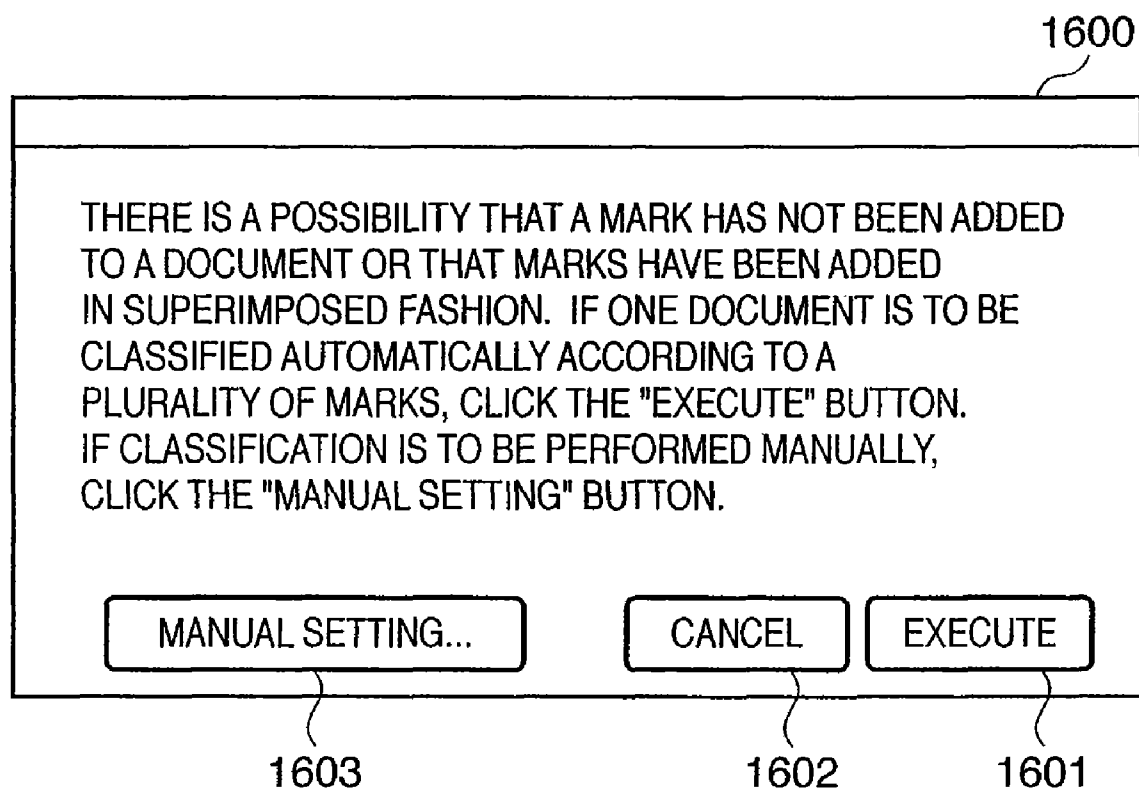 1600
THERE IS A POSSIBILITY THAT A MARK HAS NOT BEEN ADDED
TO A DOCUMENT OR THAT MARKS HAVE BEEN ADDED
IN SUPERIMPOSED FASHION. IF ONE DOCUMENT IS TO BE
CLASSIFIED AUTOMATICALLY ACCORDING TO A
PLURALITY OF MARKS, CLICK THE "EXECUTE" BUTTON.
IF CLASSIFICATION IS TO BE PERFORMED MANUALLY,
CLICK THE "MANUAL SETTING" BUTTON.
MANUAL SETTING... CANCEL EXECUTE
1603 1602 1601